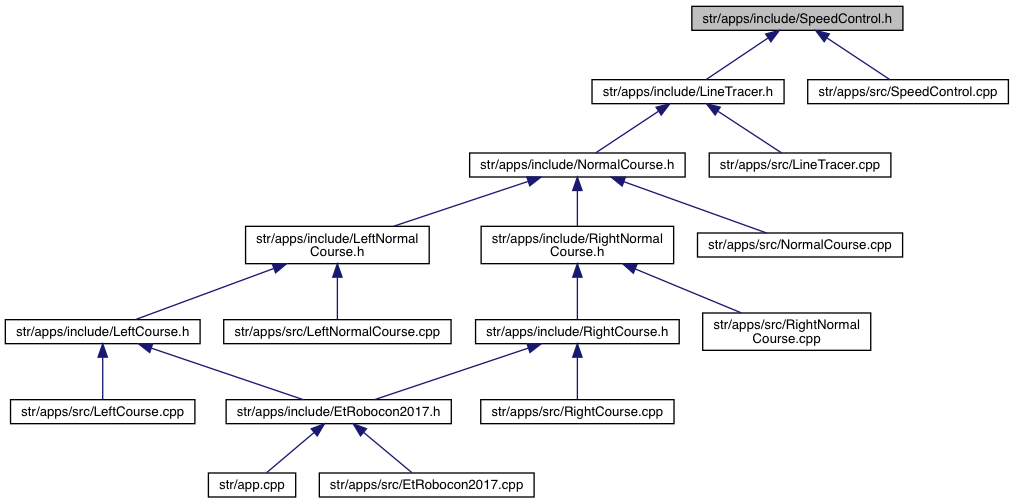 str/apps/include/SpeedControl.h
str/apps/include/LineTracer.h
str/apps/src/SpeedControl.cpp
str/apps/include/NormalCourse.h
str/apps/src/LineTracer.cpp
str/apps/include/LeftNormal
Course.h
str/apps/include/RightNormal
Course.h
str/apps/src/NormalCourse.cpp
str/apps/include/LeftCourse.h
str/apps/src/LeftNormalCourse.cpp
str/apps/include/RightCourse.h
str/apps/src/RightNormal
Course.cpp
str/apps/src/LeftCourse.cpp
str/apps/include/EtRobocon2017.h
str/apps/src/RightCourse.cpp
str/app.cpp
str/apps/src/EtRobocon2017.cpp